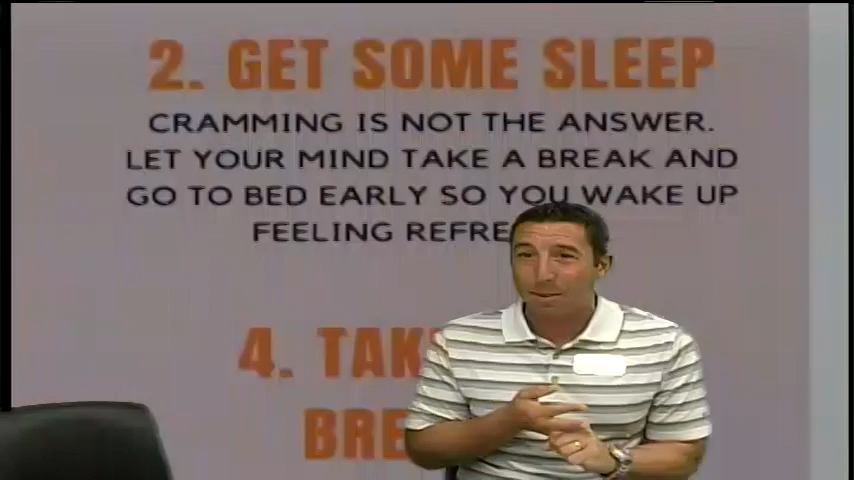 2. GET SOME SLEEP
CRAMMING IS NOT THE ANSWER.
LET YOUR MIND TAKE A BREAK AND
GO TO BED EARLY SO YOU WAKE UP
FEELING
4.